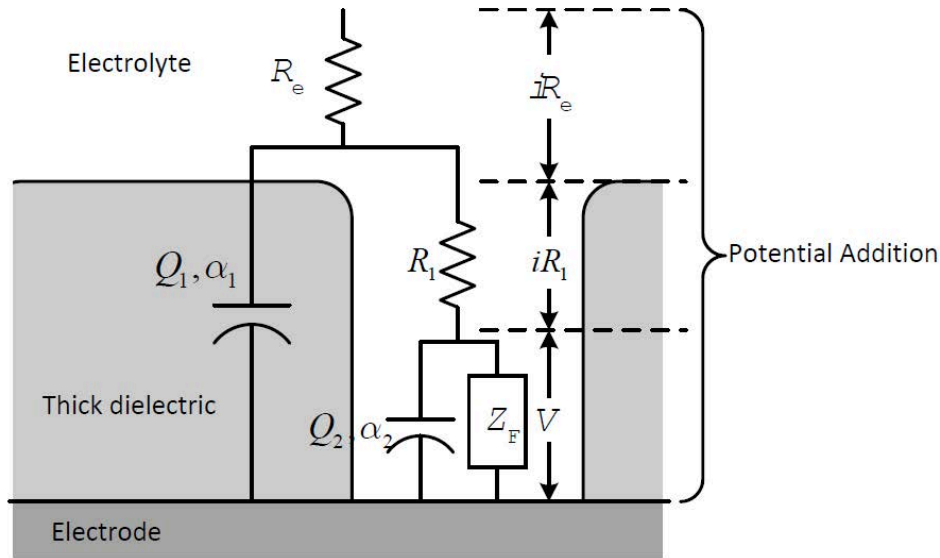 Electrolyte
R_e
iR_e
Q_1, α_1
R_1
iR_1
Potential Addition
Thick dielectric
Q_2, α_2
Z_F
V
Electrode